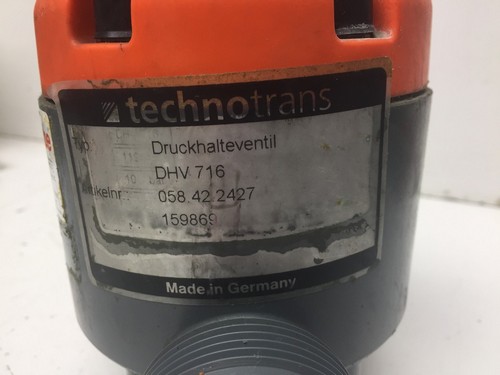 technotrans
Druckhalteventil
DHV 716
058.42.2427
159869
Made in Germany